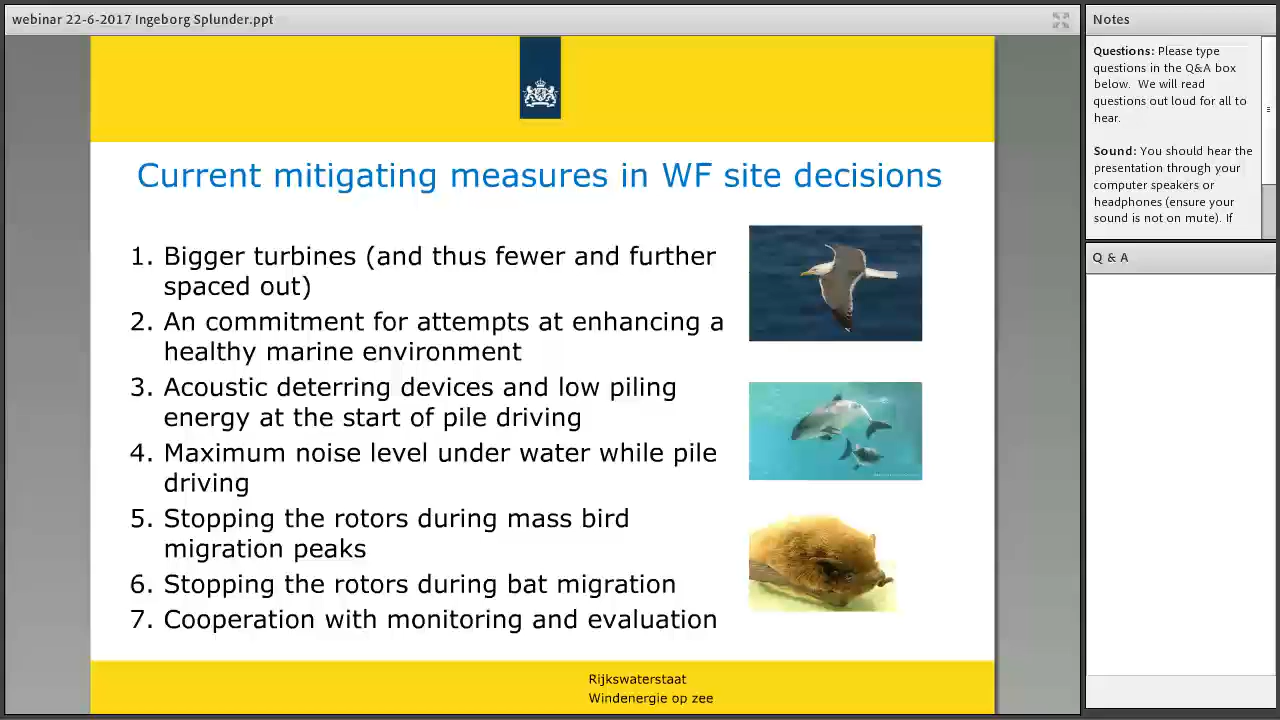 webinar 22-6-2017 Ingeborg Splunder.ppt
Current mitigating measures in WF site decisions
1. Bigger turbines (and thus fewer and further
spaced out)
2. An commitment for attempts at enhancing a
healthy marine environment
3. Acoustic deterring devices and low piling
energy at the start of pile driving
4. Maximum noise level under water while pile
driving
5. Stopping the rotors during mass bird
migration peaks
6. Stopping the rotors during bat migration
7. Cooperation with monitoring and evaluation
Rijkswaterstaat
Windenergie op zee
Notes
Questions: Please type
questions in the Q&A box
below. We will read
questions out loud for all to
hear.
Sound: You should hear the
presentation through your
computer speakers or
headphones (ensure your
sound is not on mute). If
Q & A